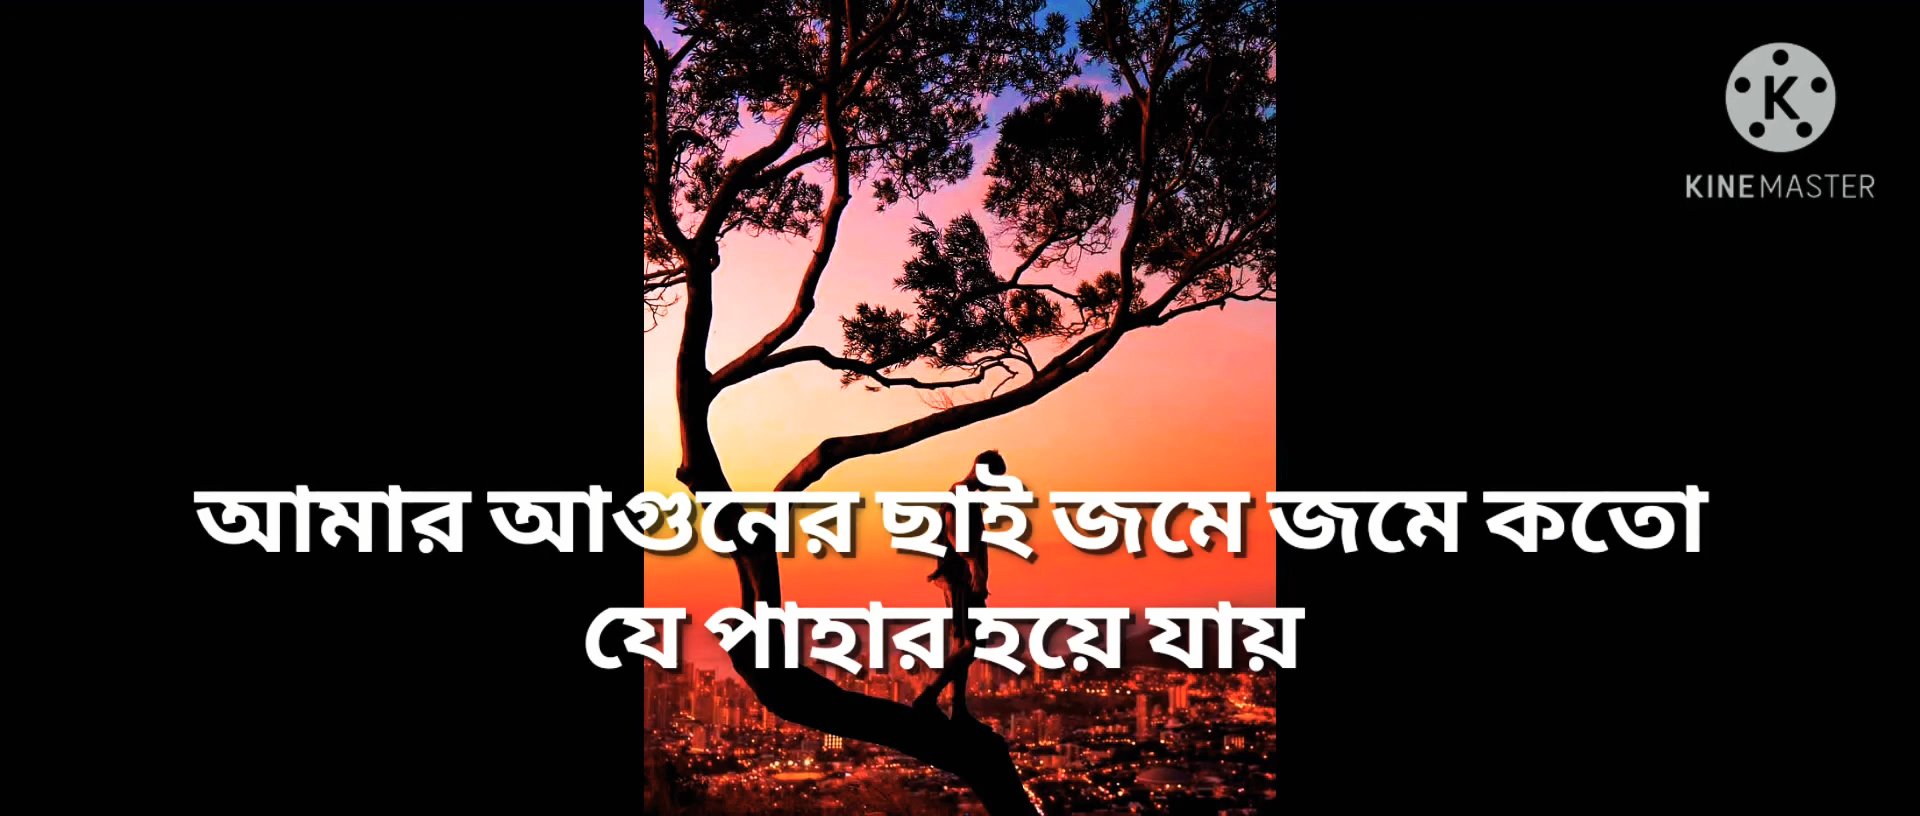 KINEMASTER
আমার আগুনের ছাই জমে জমে কতো
যে পাহার হয়ে যায়